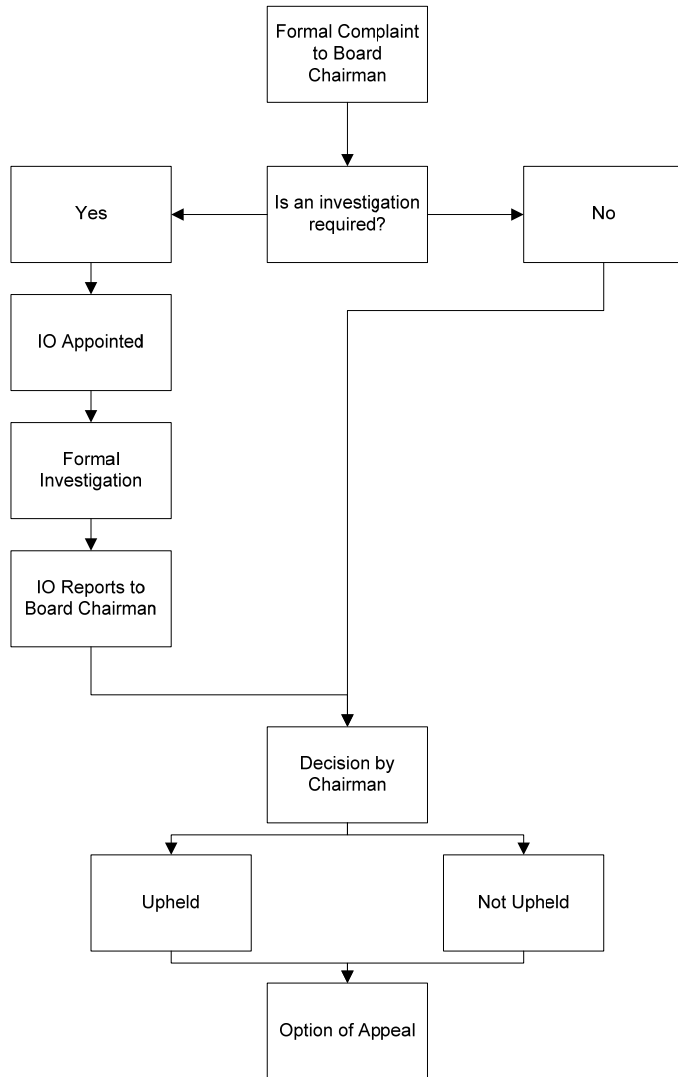 Formal Complaint
to Board
Chairman
Yes
Is an investigation
required?
No
IO Appointed
Formal
Investigation
IO Reports to
Board Chairman
Decision by
Chairman
Upheld
Not Upheld
Option of Appeal